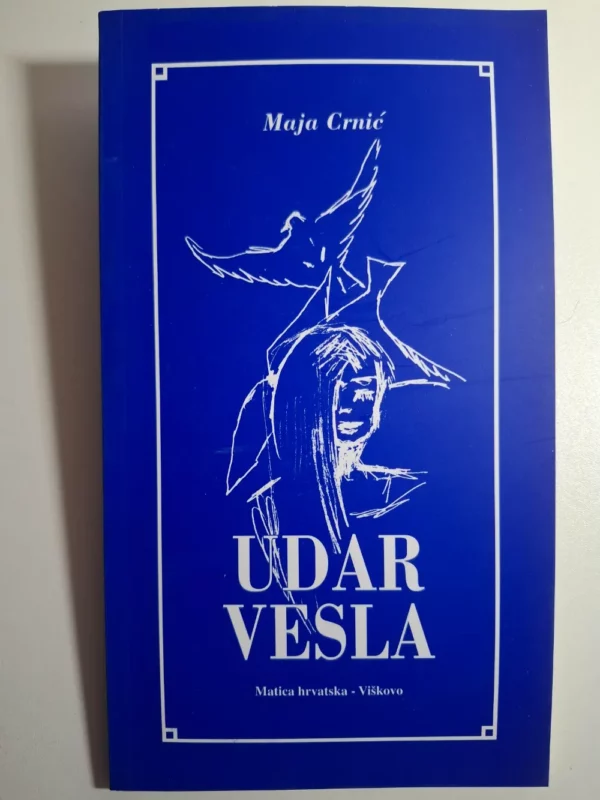 Maja Crnić
UDAR
VESLA
Matica hrvatska - Viškovo